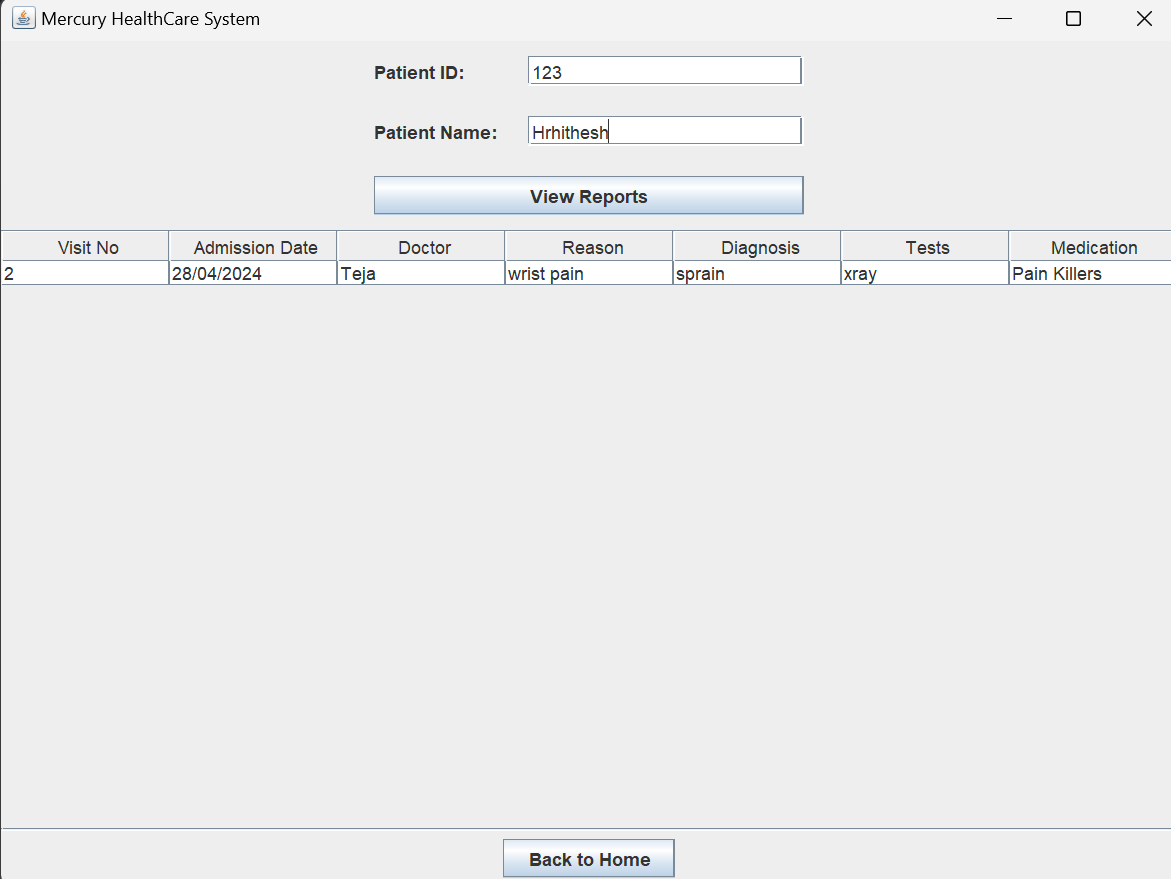 Mercury HealthCare System
Patient ID: 123
Patient Name: Hrhithesh
View Reports
Visit No Admission Date Doctor Reason Diagnosis Tests Medication
2 28/04/2024 Teja wrist pain sprain xray Pain Killers
Back to Home